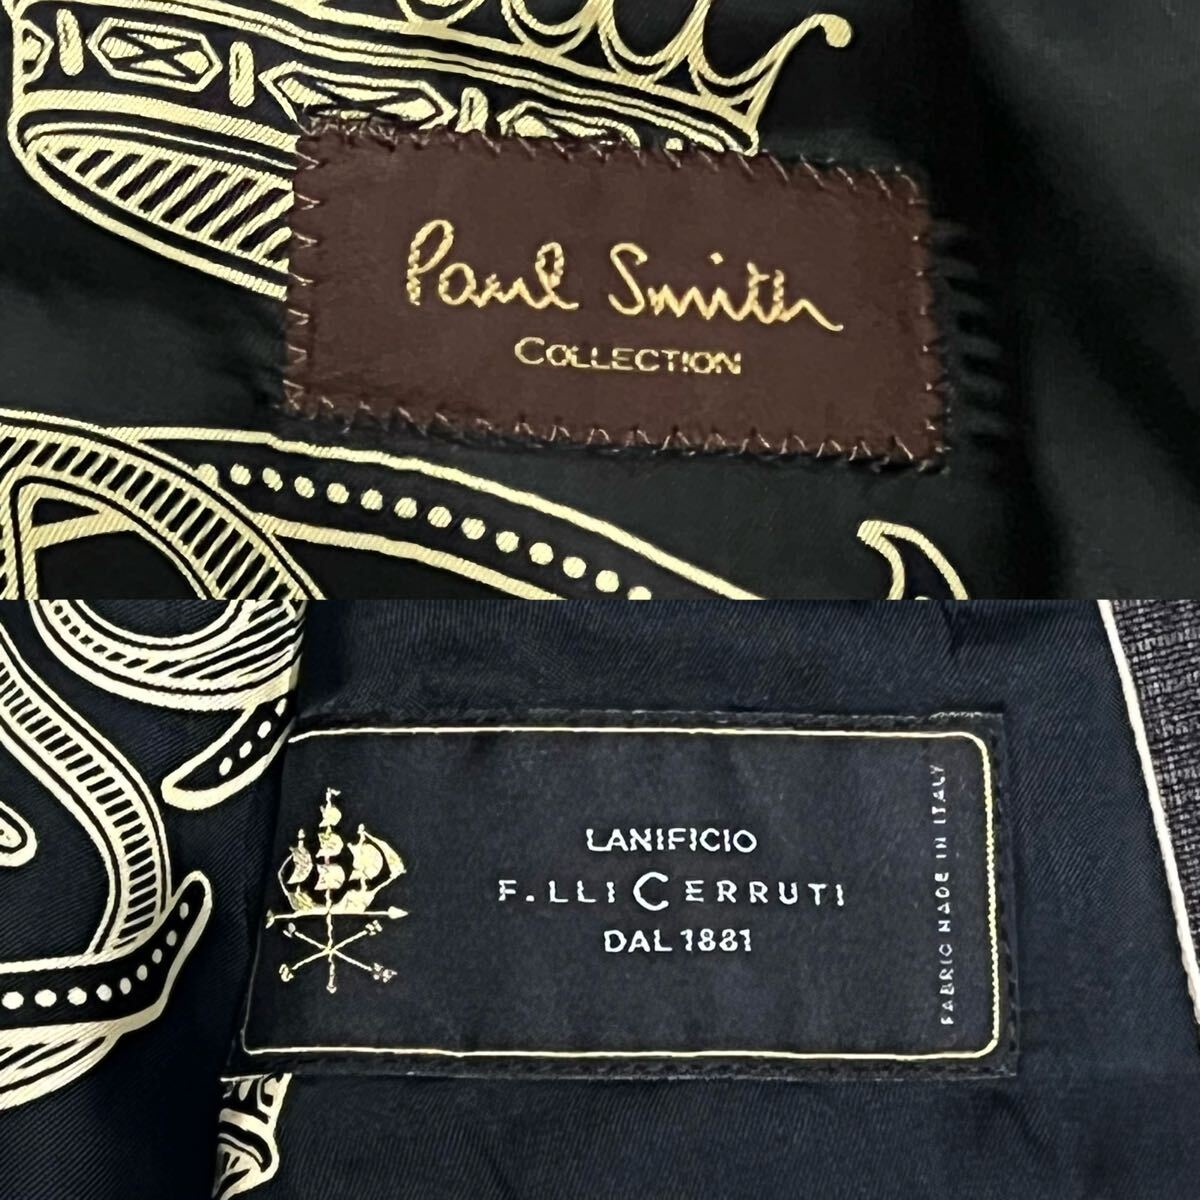 Paul Smith
COLLECTION
LANIFICIO
F.LLI CERRUTI
DAL 1881
FABRIC MADE IN ITALY